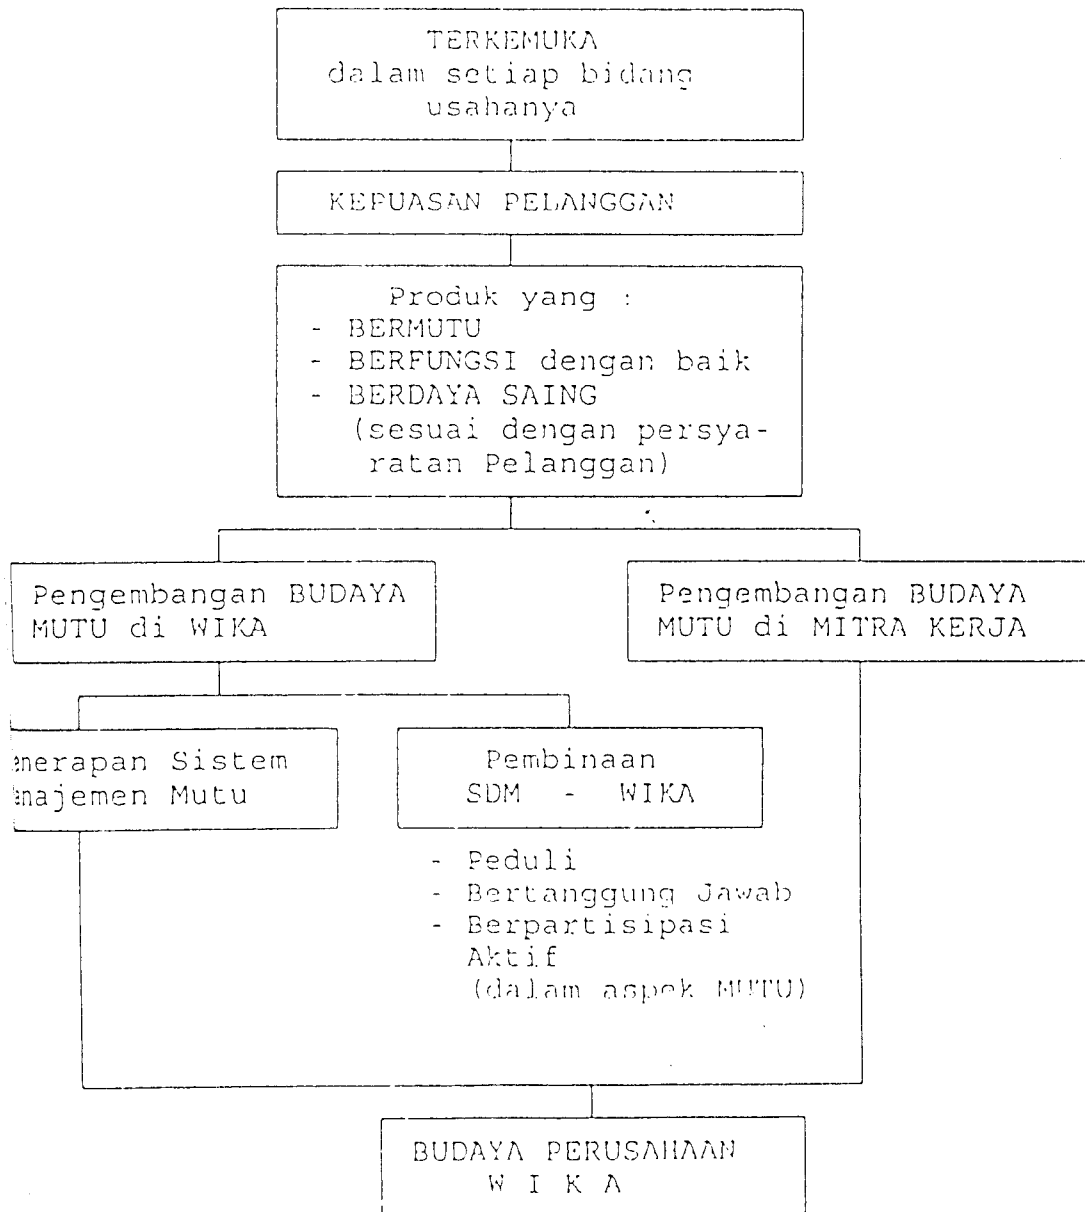 TERKEMUKA
dalam setiap bidang
usahanya
KEPUASAN PELANGGAN
Produk yang :
- BERMUTU
- BERFUNGSI dengan baik
- BERDAYA SAING
(sesuai dengan persya-
ratan Pelanggan)
Pengembangan BUDAYA
MUTU di WIKA
Pengembangan BUDAYA
MUTU di MITRA KERJA
enerapan Sistem
enajemen Mutu
Pembinaan
SDM - WIKA
- Peduli
- Bertanggung Jawab
- Berpartisipasi
Aktif
(dalam aspek MUTU)
BUDAYA PERUSAHAAN
W I K A